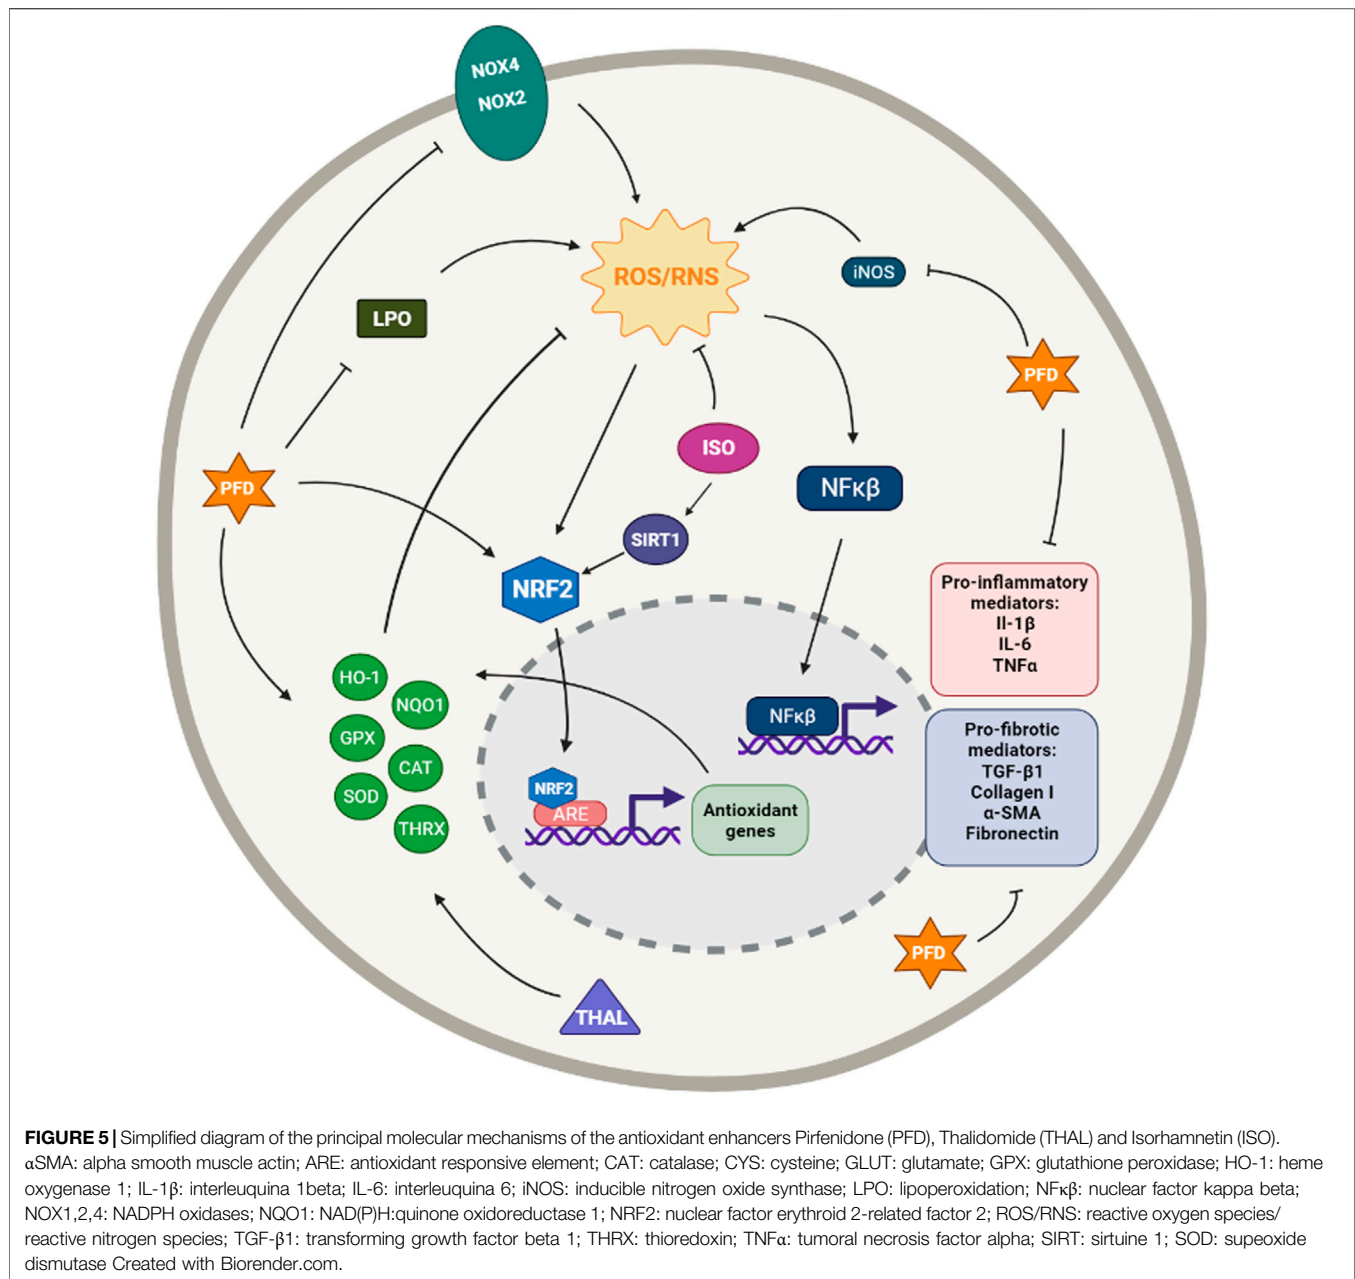 NOX4
NOX2
ROS/RNS
iNOS
LPO
PFD
ISO
PFD
NFκβ
SIRT1
NRF2
Pro-inflammatory
mediators:
Il-1β
IL-6
TNFα
HO-1
NQO1
GPX
CAT
SOD
THRX
NFκβ
NRF2
ARE
Antioxidant
genes
Pro-fibrotic
mediators:
TGF-β1
Collagen I
α-SMA
Fibronectin
PFD
THAL
FIGURE 5 | Simplified diagram of the principal molecular mechanisms of the antioxidant enhancers Pirfenidone (PFD), Thalidomide (THAL) and Isorhamnetin (ISO).
αSMA: alpha smooth muscle actin; ARE: antioxidant responsive element; CAT: catalase; CYS: cysteine; GLUT: glutamate; GPX: glutathione peroxidase; HO-1: heme
oxygenase 1; IL-1β: interleuquina 1beta; IL-6: interleuquina 6; iNOS: inducible nitrogen oxide synthase; LPO: lipoperoxidation; NFκβ: nuclear factor kappa beta;
NOX1,2,4: NADPH oxidases; NQO1: NAD(P)H:quinone oxidoreductase 1; NRF2: nuclear factor erythroid 2-related factor 2; ROS/RNS: reactive oxygen species/
reactive nitrogen species; TGF-β1: transforming growth factor beta 1; THRX: thioredoxin; TNFα: tumoral necrosis factor alpha; SIRT: sirtuine 1; SOD: supeoxide
dismutase Created with Biorender.com.